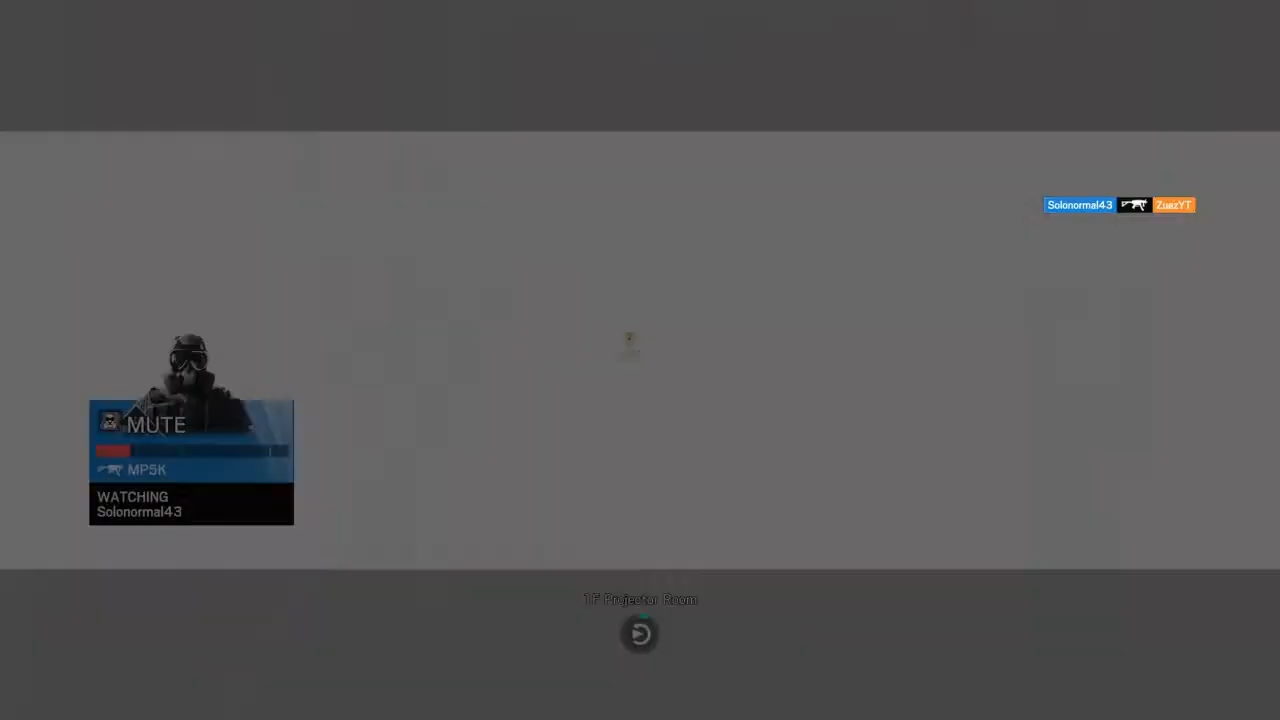 Solonormal43 ZuezYT
MUTE
MP5K
WATCHING
Solonormal43
1F Projector Room